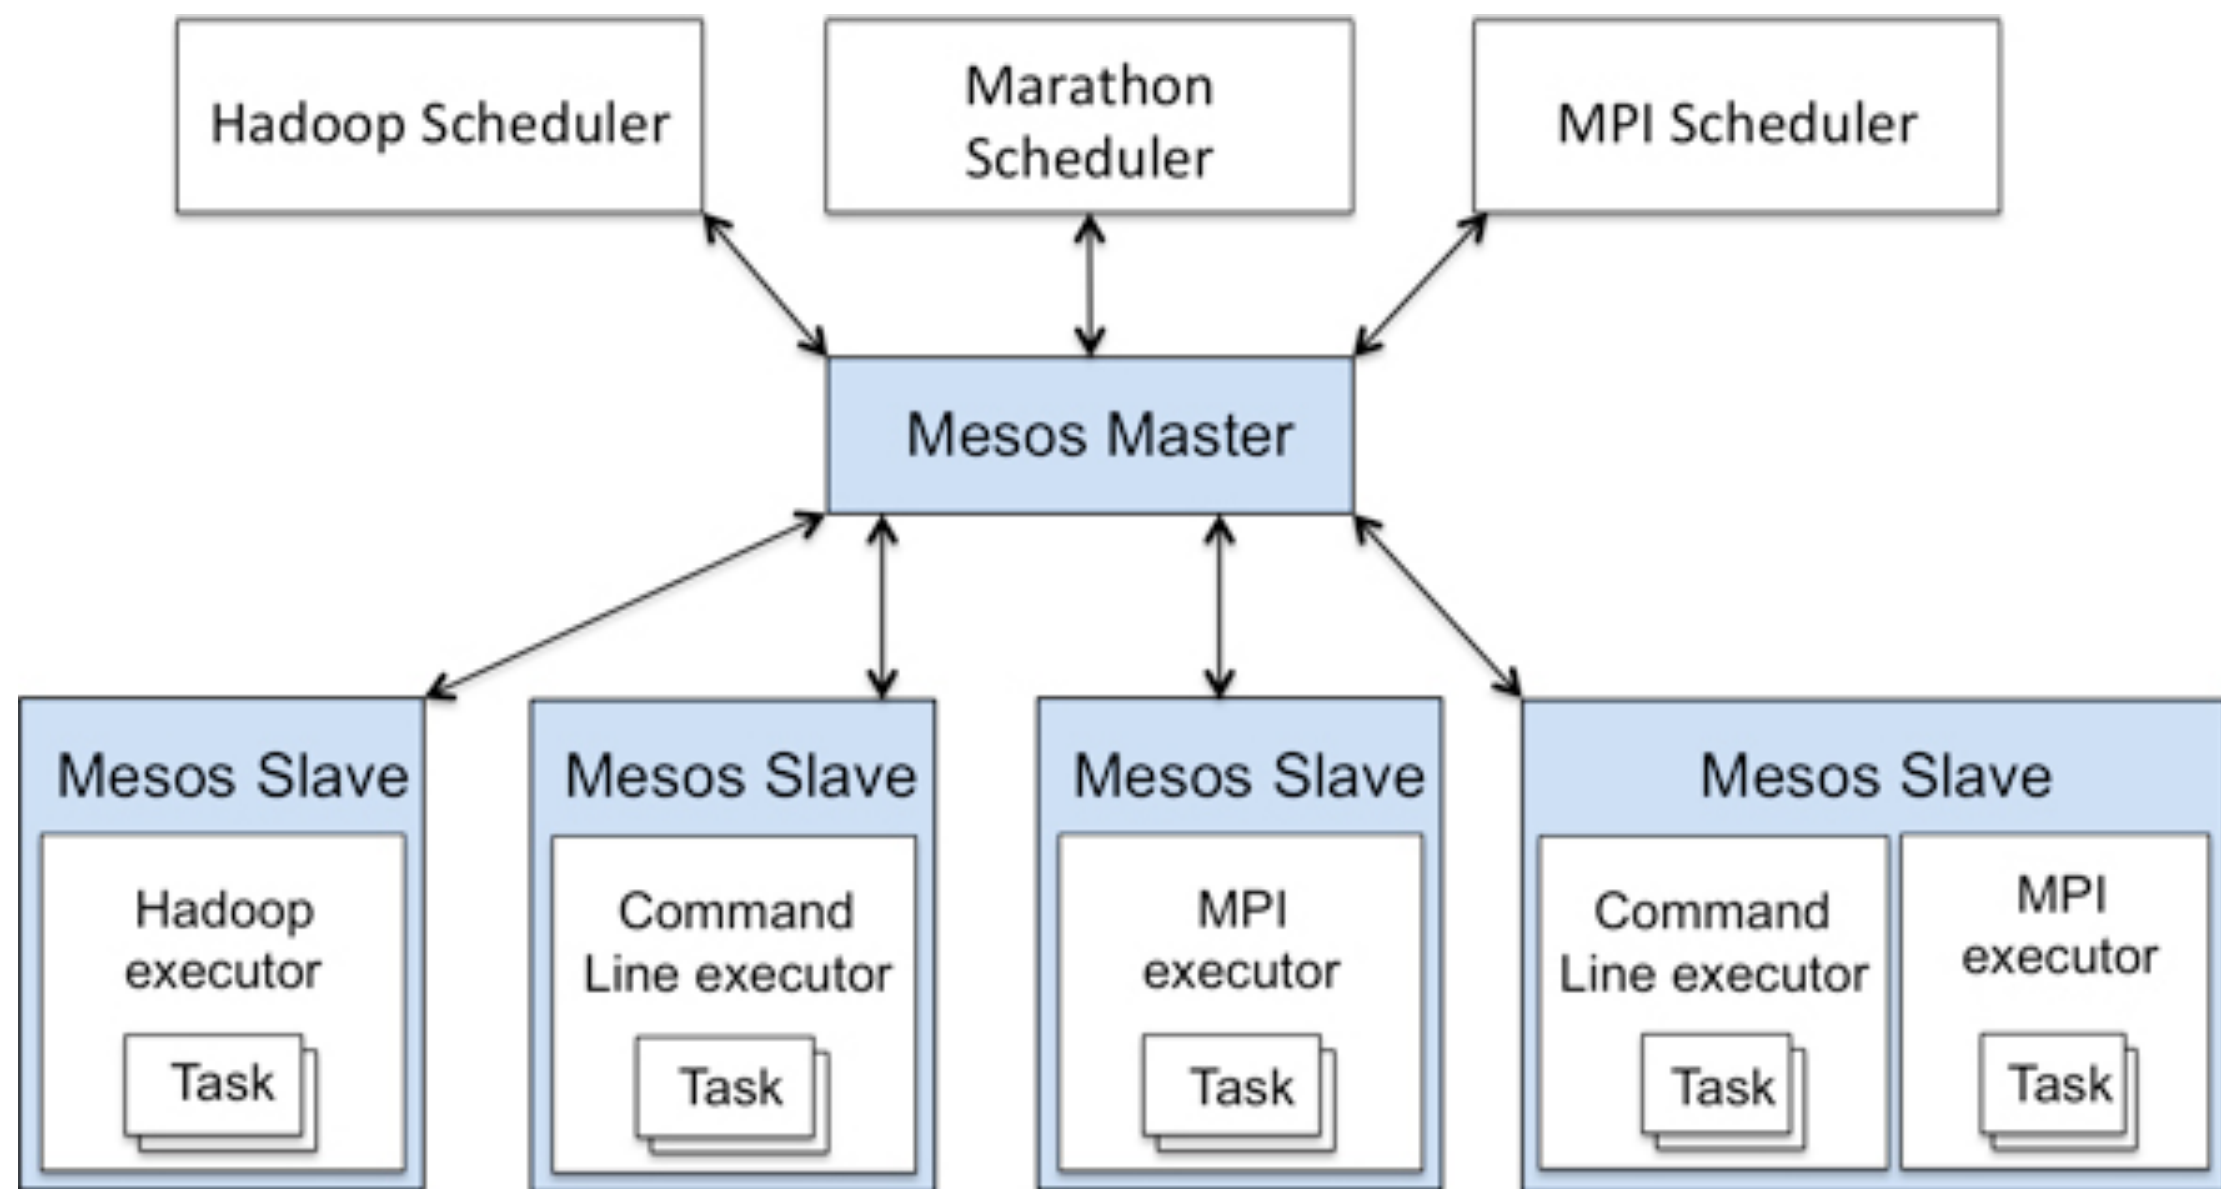 Hadoop Scheduler
Marathon
Scheduler
MPI Scheduler
Mesos Master
Mesos Slave
Hadoop
executor
Task
Mesos Slave
Command
Line executor
Task
Mesos Slave
MPI
executor
Task
Mesos Slave
Command
Line executor
Task
MPI
executor
Task